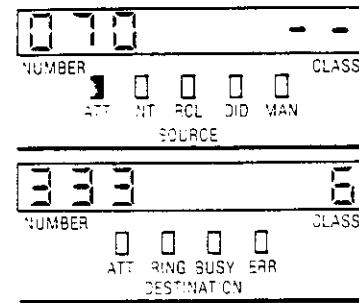 070 --
NUMBER CLASS
ATT INT RCL DID MAN
SOURCE
333 6
NUMBER CLASS
ATT RING BUSY ERR
DESTINATION